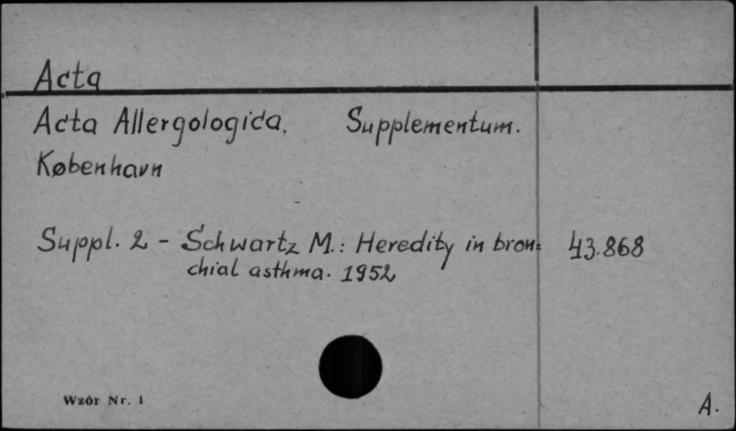 Acta
Acta Allergologica. Supplementum.
København
Suppl. 2 - Schwartz M.: Heredity in bron= 43.868
chial asthma. 1952
Wzór Nr. 1
A.